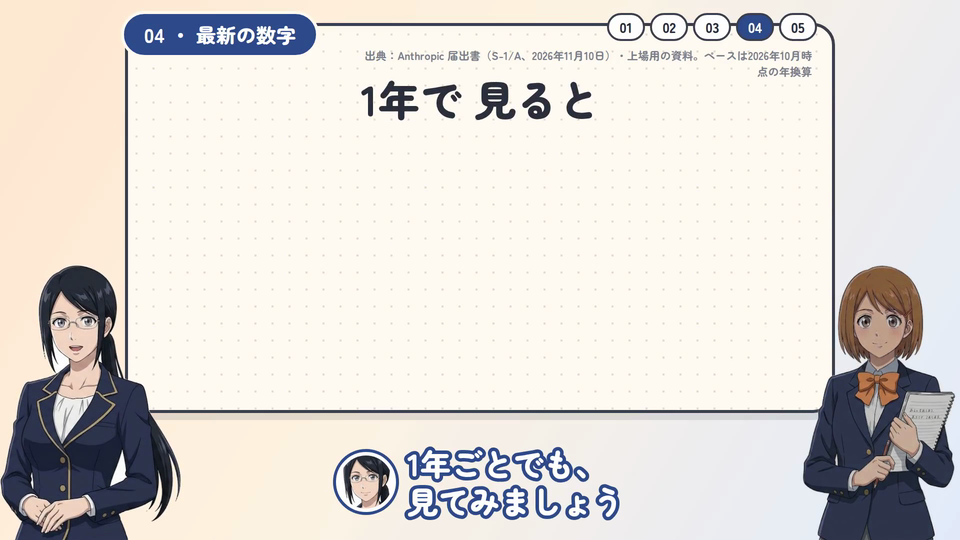 04 ・ 最新の数字
01 02 03 04 05
出典：Anthropic 届出書（S-1/A、2026年11月10日）・上場用の資料。ベースは2026年10月時
点の年換算
1年で 見ると
1年ごとでも、
見てみましょう